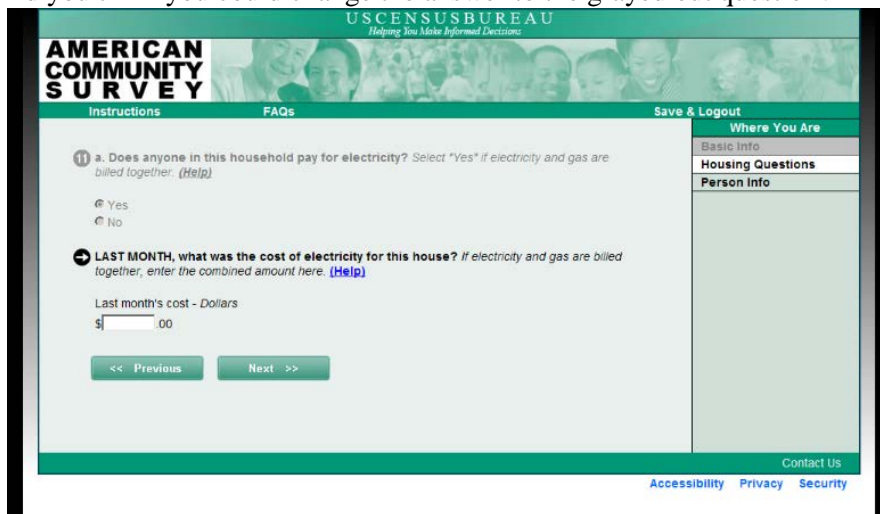 U S C E N S U S B U R E A U
Helping You Make Informed Decisions
AMERICAN
COMMUNITY
SURVEY
Instructions FAQs Save & Logout
Where You Are
Basic Info
Housing Questions
Person Info
11 a. Does anyone in this household pay for electricity? Select "Yes" if electricity and gas are
billed together. (Help)
Yes
No
LAST MONTH, what was the cost of electricity for this house? If electricity and gas are billed
together, enter the combined amount here. (Help)
Last month's cost - Dollars
$ .00
<< Previous Next >>
Contact Us
Accessibility Privacy Security